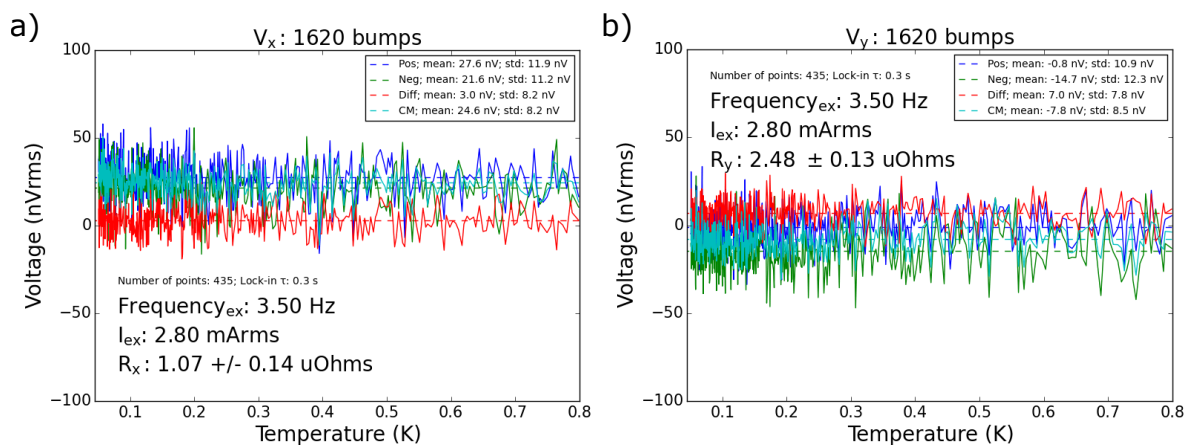 a)
V_x: 1620 bumps
Pos; mean: 27.6 nV; std: 11.9 nV
Neg; mean: 21.6 nV; std: 11.2 nV
Diff; mean: 3.0 nV; std: 8.2 nV
CM; mean: 24.6 nV; std: 8.2 nV
100
50
0
−50
−100
Voltage (nVrms)
Number of points: 435; Lock-in τ: 0.3 s
Frequency_ex: 3.50 Hz
I_ex: 2.80 mArms
R_x: 1.07 +/- 0.14 uOhms
0.1 0.2 0.3 0.4 0.5 0.6 0.7 0.8
Temperature (K)
b)
V_y: 1620 bumps
Pos; mean: -0.8 nV; std: 10.9 nV
Neg; mean: -14.7 nV; std: 12.3 nV
Diff; mean: 7.0 nV; std: 7.8 nV
CM; mean: -7.8 nV; std: 8.5 nV
Number of points: 435; Lock-in τ: 0.3 s
Frequency_ex: 3.50 Hz
I_ex: 2.80 mArms
R_y: 2.48 ± 0.13 uOhms
100
50
0
−50
−100
Voltage (nVrms)
0.1 0.2 0.3 0.4 0.5 0.6 0.7 0.8
Temperature (K)